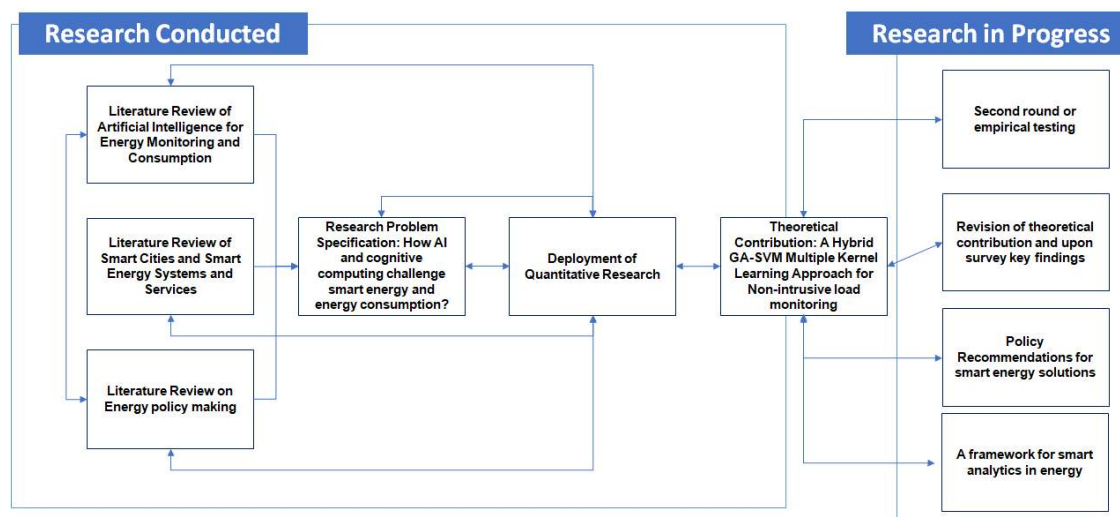 Research Conducted
Research in Progress
Literature Review of
Artificial Intelligence for
Energy Monitoring and
Consumption
Literature Review of
Smart Cities and Smart
Energy Systems and
Services
Literature Review on
Energy policy making
Research Problem
Specification: How AI
and cognitive
computing challenge
smart energy and
energy consumption?
Deployment of
Quantitative Research
Theoretical
Contribution: A Hybrid
GA-SVM Multiple Kernel
Learning Approach for
Non-intrusive load
monitoring
Second round or
empirical testing
Revision of theoretical
contribution and upon
survey key findings
Policy
Recommendations for
smart energy solutions
A framework for smart
analytics in energy